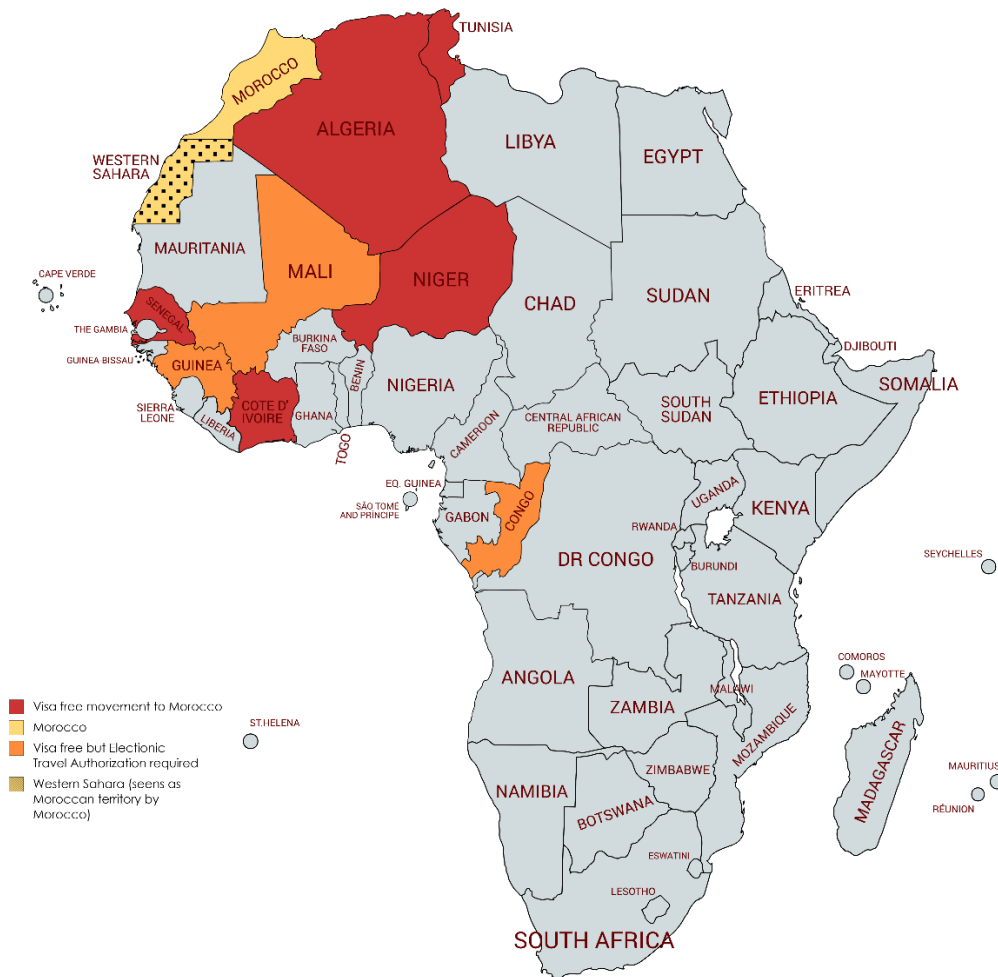 TUNISIA
MOROCCO
ALGERIA
LIBYA
EGYPT
WESTERN
SAHARA
MAURITANIA
MALI
NIGER
CHAD
SUDAN
ERITREA
CAPE VERDE
SENEGAL
THE GAMBIA
GUINEA-BISSAU
GUINEA
BURKINA
FASO
BENIN
NIGERIA
DJIBOUTI
SOMALIA
ETHIOPIA
SOUTH
SUDAN
SIERRA
LEONE
LIBERIA
COTE D'
IVOIRE
GHANA
TOGO
CAMEROON
CENTRAL AFRICAN
REPUBLIC
EQ. GUINEA
SÃO TOMÉ
AND PRÍNCIPE
GABON
CONGO
UGANDA
KENYA
RWANDA
DR CONGO
BURUNDI
TANZANIA
SEYCHELLES
COMOROS
MAYOTTE
ANGOLA
ZAMBIA
MALAWI
MOZAMBIQUE
MADAGASCAR
ST.HELENA
ZIMBABWE
NAMIBIA
BOTSWANA
MAURITIUS
RÉUNION
ESWATINI
LESOTHO
SOUTH AFRICA
Visa free movement to Morocco
Morocco
Visa free but Electionic
Travel Authorization required
Western Sahara (seens as
Moroccan territory by
Morocco)